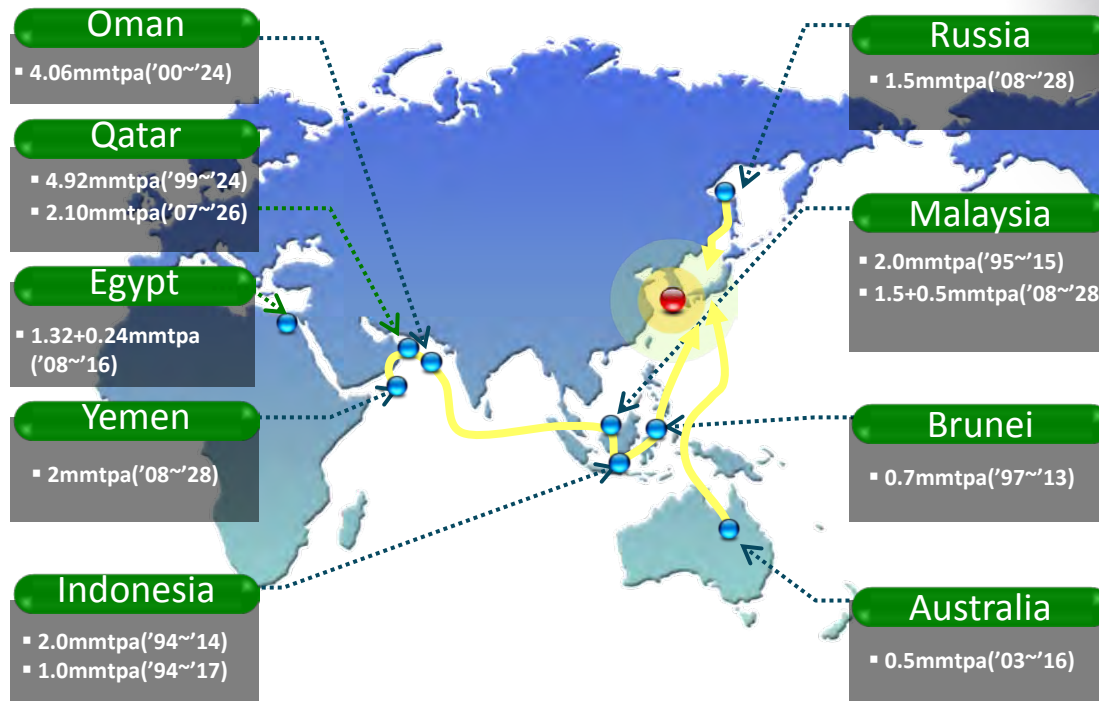 Oman
▪ 4.06mmtpa('00~'24)
Qatar
▪ 4.92mmtpa('99~'24)
▪ 2.10mmtpa('07~'26)
Egypt
▪ 1.32+0.24mmtpa
('08~'16)
Yemen
▪ 2mmtpa('08~'28)
Indonesia
▪ 2.0mmtpa('94~'14)
▪ 1.0mmtpa('94~'17)
Russia
▪ 1.5mmtpa('08~'28)
Malaysia
▪ 2.0mmtpa('95~'15)
▪ 1.5+0.5mmtpa('08~'28
Brunei
▪ 0.7mmtpa('97~'13)
Australia
▪ 0.5mmtpa('03~'16)